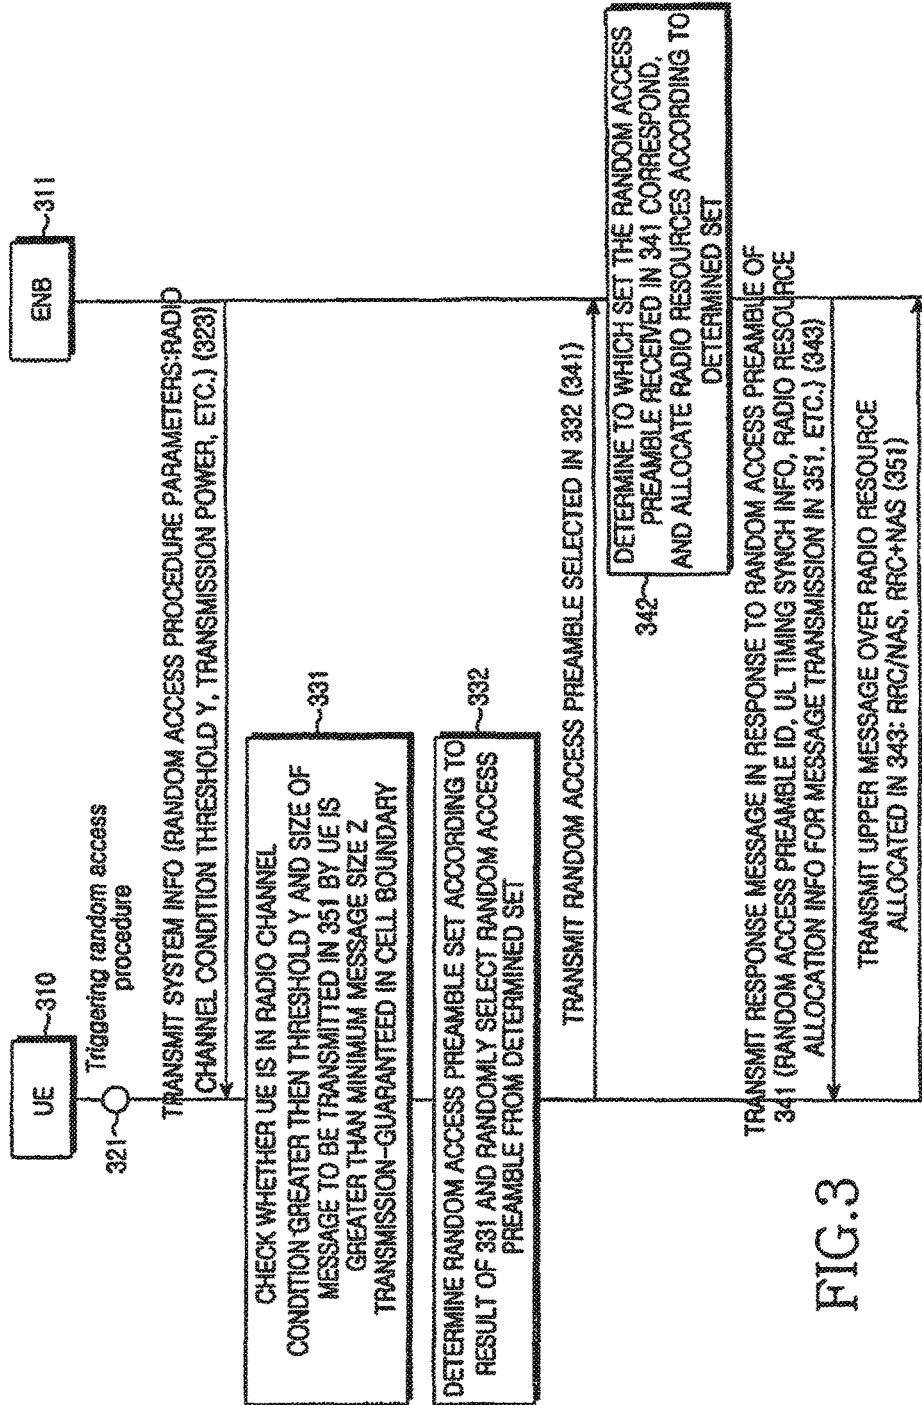 UE
310
ENB
311
321
Triggering random access
procedure
TRANSMIT SYSTEM INFO (RANDOM ACCESS PROCEDURE PARAMETERS:RADIO
CHANNEL CONDITION THRESHOLD Y, TRANSMISSION POWER, ETC.) (323)
CHECK WHETHER UE IS IN RADIO CHANNEL
CONDITION GREATER THEN THRESHOLD Y AND SIZE OF
MESSAGE TO BE TRANSMITTED IN 351 BY UE IS
GREATER THAN MINIMUM MESSAGE SIZE Z
TRANSMISSION-GUARANTEED IN CELL BOUNDARY
331
DETERMINE RANDOM ACCESS PREAMBLE SET ACCORDING TO
RESULT OF 331 AND RANDOMLY SELECT RANDOM ACCESS
PREAMBLE FROM DETERMINED SET
332
TRANSMIT RANDOM ACCESS PREAMBLE SELECTED IN 332 (341)
DETERMINE TO WHICH SET THE RANDOM ACCESS
PREAMBLE RECEIVED IN 341 CORRESPOND,
AND ALLOCATE RADIO RESOURCES ACCORDING TO
DETERMINED SET
342
TRANSMIT RESPONSE MESSAGE IN RESPONSE TO RANDOM ACCESS PREAMBLE OF
341 (RANDOM ACCESS PREAMBLE ID, UL TIMING SYNCH INFO, RADIO RESOURCE
ALLOCATION INFO FOR MESSAGE TRANSMISSION IN 351, ETC.) (343)
TRANSMIT UPPER MESSAGE OVER RADIO RESOURCE
ALLOCATED IN 343: RRC/NAS, RRC+NAS (351)
FIG.3